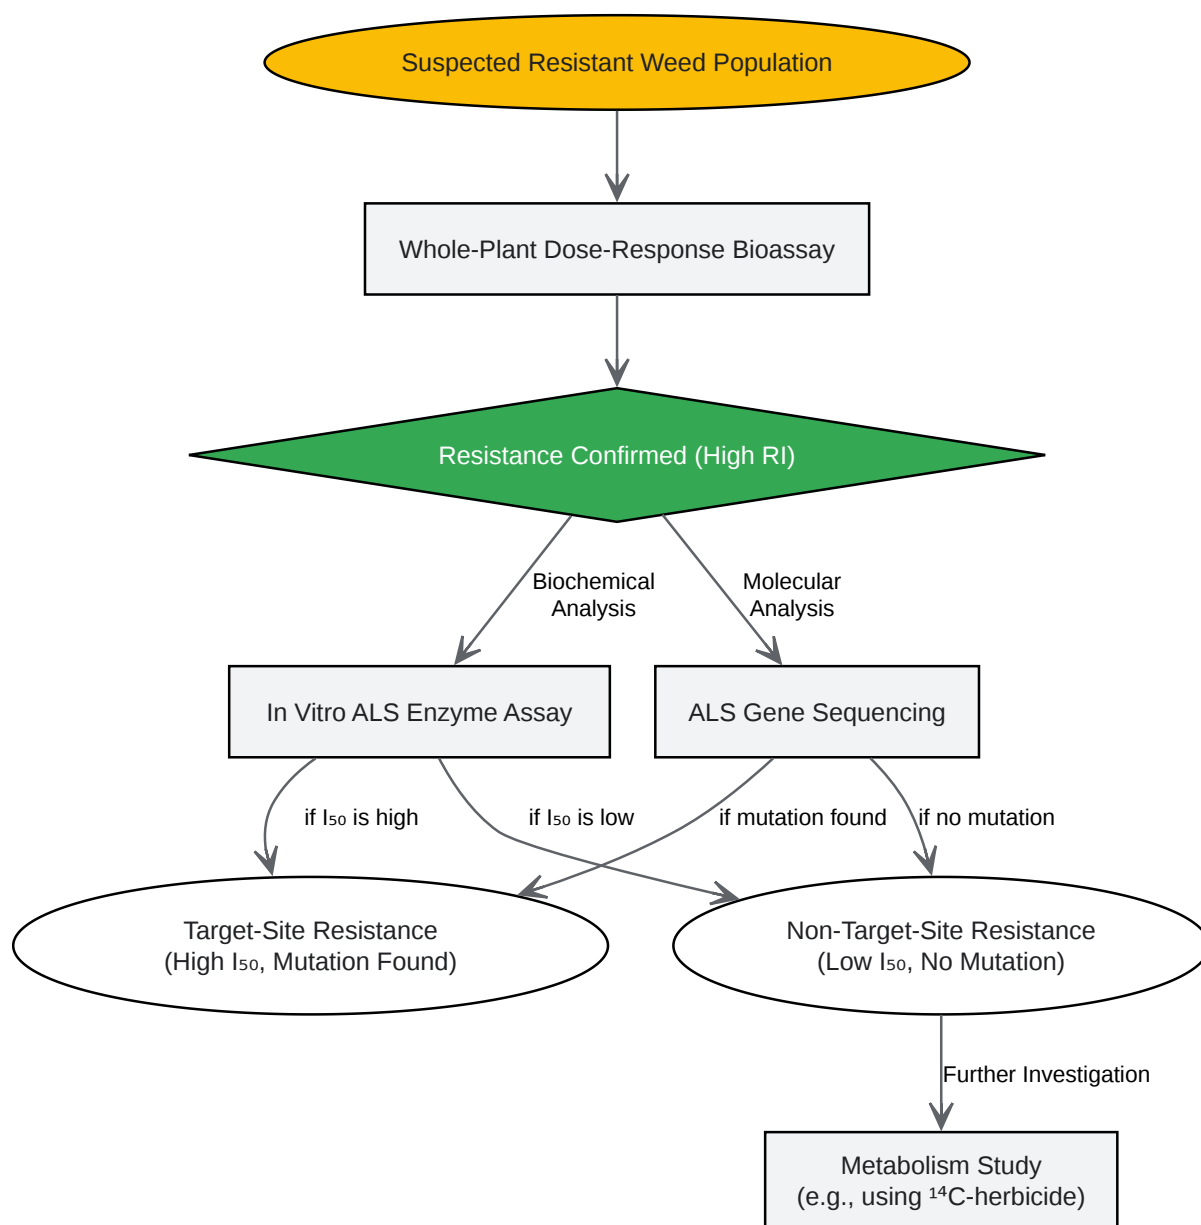 Suspected Resistant Weed Population
Whole-Plant Dose-Response Bioassay
Resistance Confirmed (High RI)
Biochemical
Analysis
Molecular
Analysis
In Vitro ALS Enzyme Assay
ALS Gene Sequencing
if I₅₀ is high
if I₅₀ is low
if mutation found
if no mutation
Target-Site Resistance
(High I₅₀, Mutation Found)
Non-Target-Site Resistance
(Low I₅₀, No Mutation)
Further Investigation
Metabolism Study
(e.g., using ¹⁴C-herbicide)